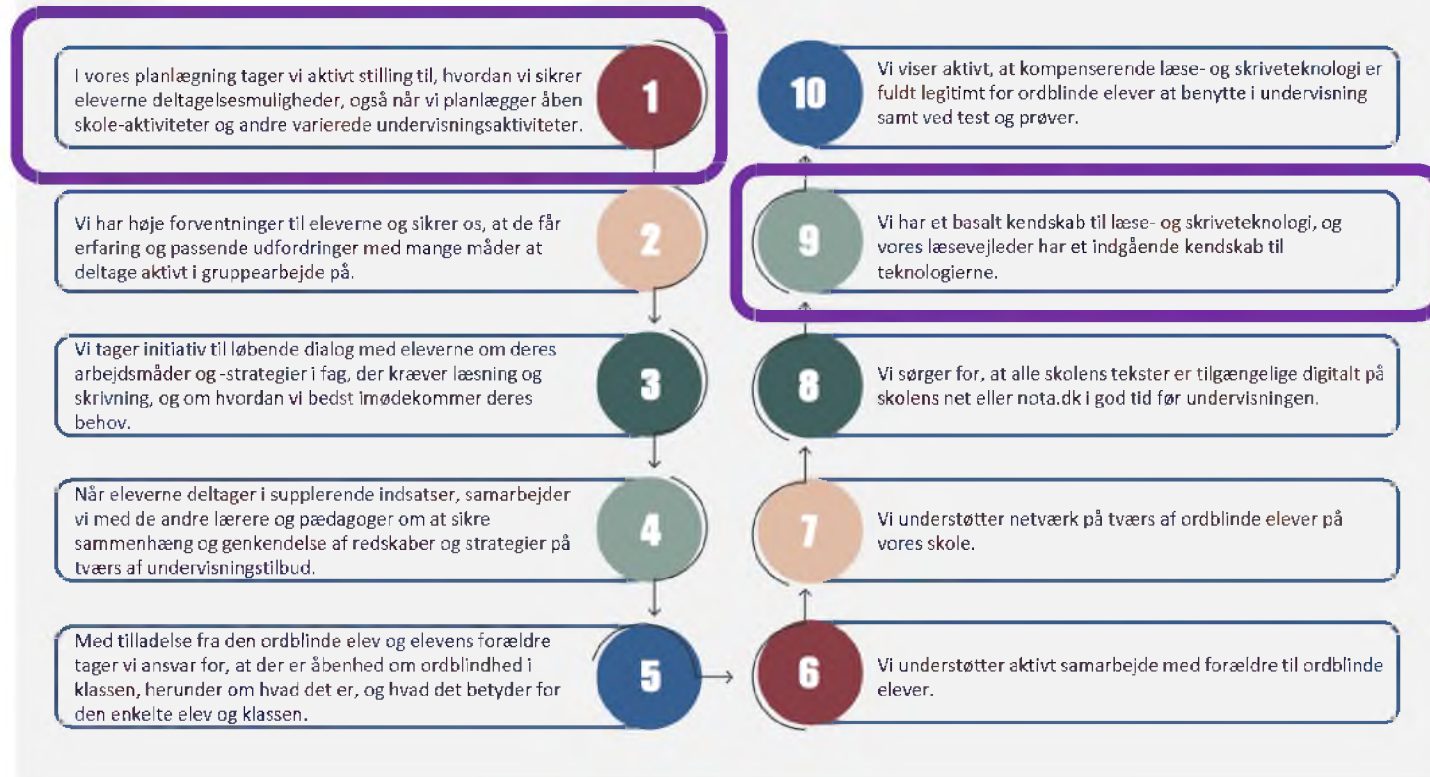 I vores planlægning tager vi aktivt stilling til, hvordan vi sikrer
eleverne deltagelsesmuligheder, også når vi planlægger åben
skole-aktiviteter og andre varierede undervisningsaktiviteter.
1
Vi har høje forventninger til eleverne og sikrer os, at de får
erfaring og passende udfordringer med mange måder at
deltage aktivt i gruppearbejde på.
2
Vi tager initiativ til løbende dialog med eleverne om deres
arbejdsmåder og -strategier i fag, der kræver læsning og
skrivning, og om hvordan vi bedst imødekommer deres
behov.
3
Når eleverne deltager i supplerende indsatser, samarbejder
vi med de andre lærere og pædagoger om at sikre
sammenhæng og genkendelse af redskaber og strategier på
tværs af undervisningstilbud.
4
Med tilladelse fra den ordblinde elev og elevens forældre
tager vi ansvar for, at der er åbenhed om ordblindhed i
klassen, herunder om hvad det er, og hvad det betyder for
den enkelte elev og klassen.
5
6
Vi understøtter aktivt samarbejde med forældre til ordblinde
elever.
7
Vi understøtter netværk på tværs af ordblinde elever på
vores skole.
8
Vi sørger for, at alle skolens tekster er tilgængelige digitalt på
skolens net eller nota.dk i god tid før undervisningen.
9
Vi har et basalt kendskab til læse- og skriveteknologi, og
vores læsevejleder har et indgående kendskab til
teknologierne.
10
Vi viser aktivt, at kompenserende læse- og skriveteknologi er
fuldt legitimt for ordblinde elever at benytte i undervisning
samt ved test og prøver.